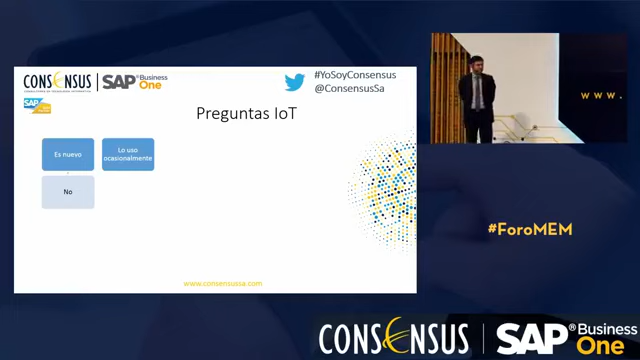 CONSENSUS
SAP Business One
#YoSoyConsensus
@ConsensusSa
SAP
Preguntas IoT
Es nuevo
Lo uso
ocasionalmente
No
www.consensussa.com
www.
#ForoMEM
CONSENSUS
SAP® Business One